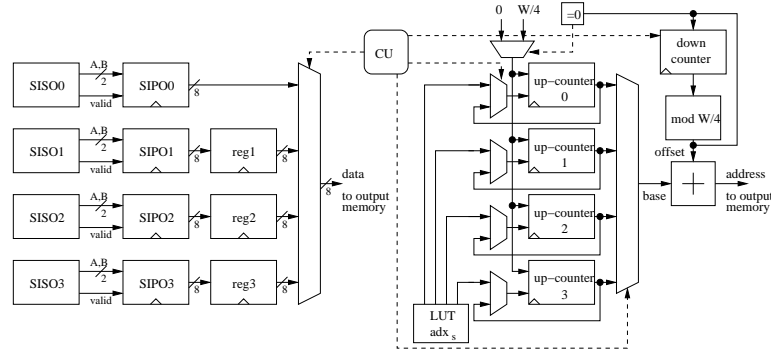 0
W/4
=0
A,B
2
valid
SISO0
SIPO0
8
CU
down
counter
up-counter
0
mod W/4
A,B
2
valid
SISO1
SIPO1
8
reg1
8
up-counter
1
offset
data
to output
memory
8
base
address
to output
memory
A,B
2
valid
SISO2
SIPO2
8
reg2
8
up-counter
2
A,B
2
valid
SISO3
SIPO3
8
reg3
8
up-counter
3
LUT
adx s